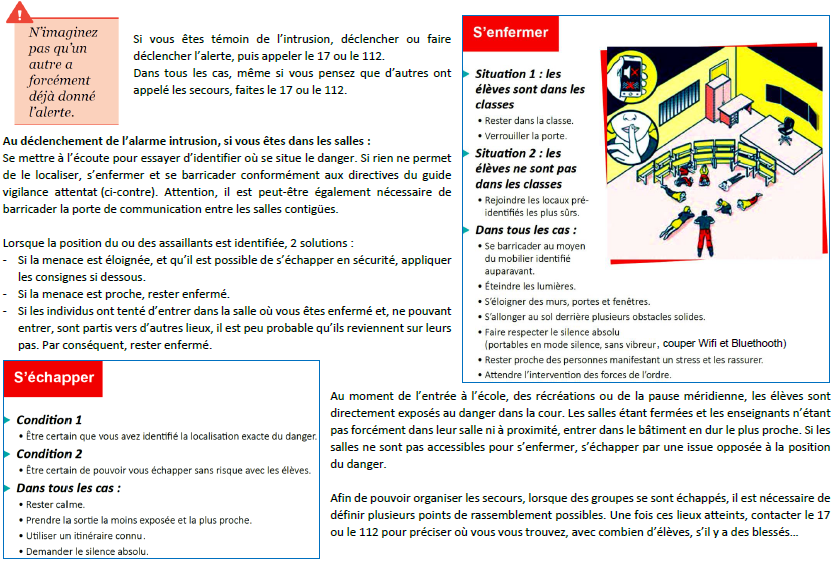 !
N'imaginez
pas qu'un
autre a
forcément
déjà donné
l'alerte.
Si vous êtes témoin de l'intrusion, déclencher ou faire
déclencher l'alerte, puis appeler le 17 ou le 112.
Dans tous les cas, même si vous pensez que d'autres ont
appelé les secours, faites le 17 ou le 112.
Au déclenchement de l'alarme intrusion, si vous êtes dans les salles :
Se mettre à l'écoute pour essayer d'identifier où se situe le danger. Si rien ne permet
de le localiser, s'enfermer et se barricader conformément aux directives du guide
vigilance attentat (ci-contre). Attention, il est peut-être également nécessaire de
barricader la porte de communication entre les salles contigües.
Lorsque la position du ou des assaillants est identifiée, 2 solutions :
- Si la menace est éloignée, et qu'il est possible de s'échapper en sécurité, appliquer
les consignes si dessous.
- Si la menace est proche, rester enfermé.
- Si les individus ont tenté d'entrer dans la salle où vous êtes enfermé et, ne pouvant
entrer, sont partis vers d'autres lieux, il est peu probable qu'ils reviennent sur leurs
pas. Par conséquent, rester enfermé.
S'enfermer
Situation 1 : les
élèves sont dans les
classes
• Rester dans la classe.
• Verrouiller la porte.
Situation 2 : les
élèves ne sont pas
dans les classes
• Rejoindre les locaux pré-
identifiés les plus sûrs.
Dans tous les cas :
• Se barricader au moyen
du mobilier identifié
auparavant.
• Éteindre les lumières.
• S'éloigner des murs, portes et fenêtres.
• S'allonger au sol derrière plusieurs obstacles solides.
• Faire respecter le silence absolu
(portables en mode silence, sans vibreur, couper Wifi et Bluethooth)
• Rester proche des personnes manifestant un stress et les rassurer.
• Attendre l'intervention des forces de l'ordre.
S'échapper
Condition 1
• Être certain que vous avez identifié la localisation exacte du danger.
Condition 2
• Être certain de pouvoir vous échapper sans risque avec les élèves.
Dans tous les cas :
• Rester calme.
• Prendre la sortie la moins exposée et la plus proche.
• Utiliser un itinéraire connu.
• Demander le silence absolu.
Au moment de l'entrée à l'école, des récréations ou de la pause méridienne, les élèves sont
directement exposés au danger dans la cour. Les salles étant fermées et les enseignants n'étant
pas forcément dans leur salle ni à proximité, entrer dans le bâtiment en dur le plus proche. Si les
salles ne sont pas accessibles pour s'enfermer, s'échapper par une issue opposée à la position
du danger.
Afin de pouvoir organiser les secours, lorsque des groupes se sont échappés, il est nécessaire de
définir plusieurs points de rassemblement possibles. Une fois ces lieux atteints, contacter le 17
ou le 112 pour préciser où vous vous trouvez, avec combien d'élèves, s'il y a des blessés…